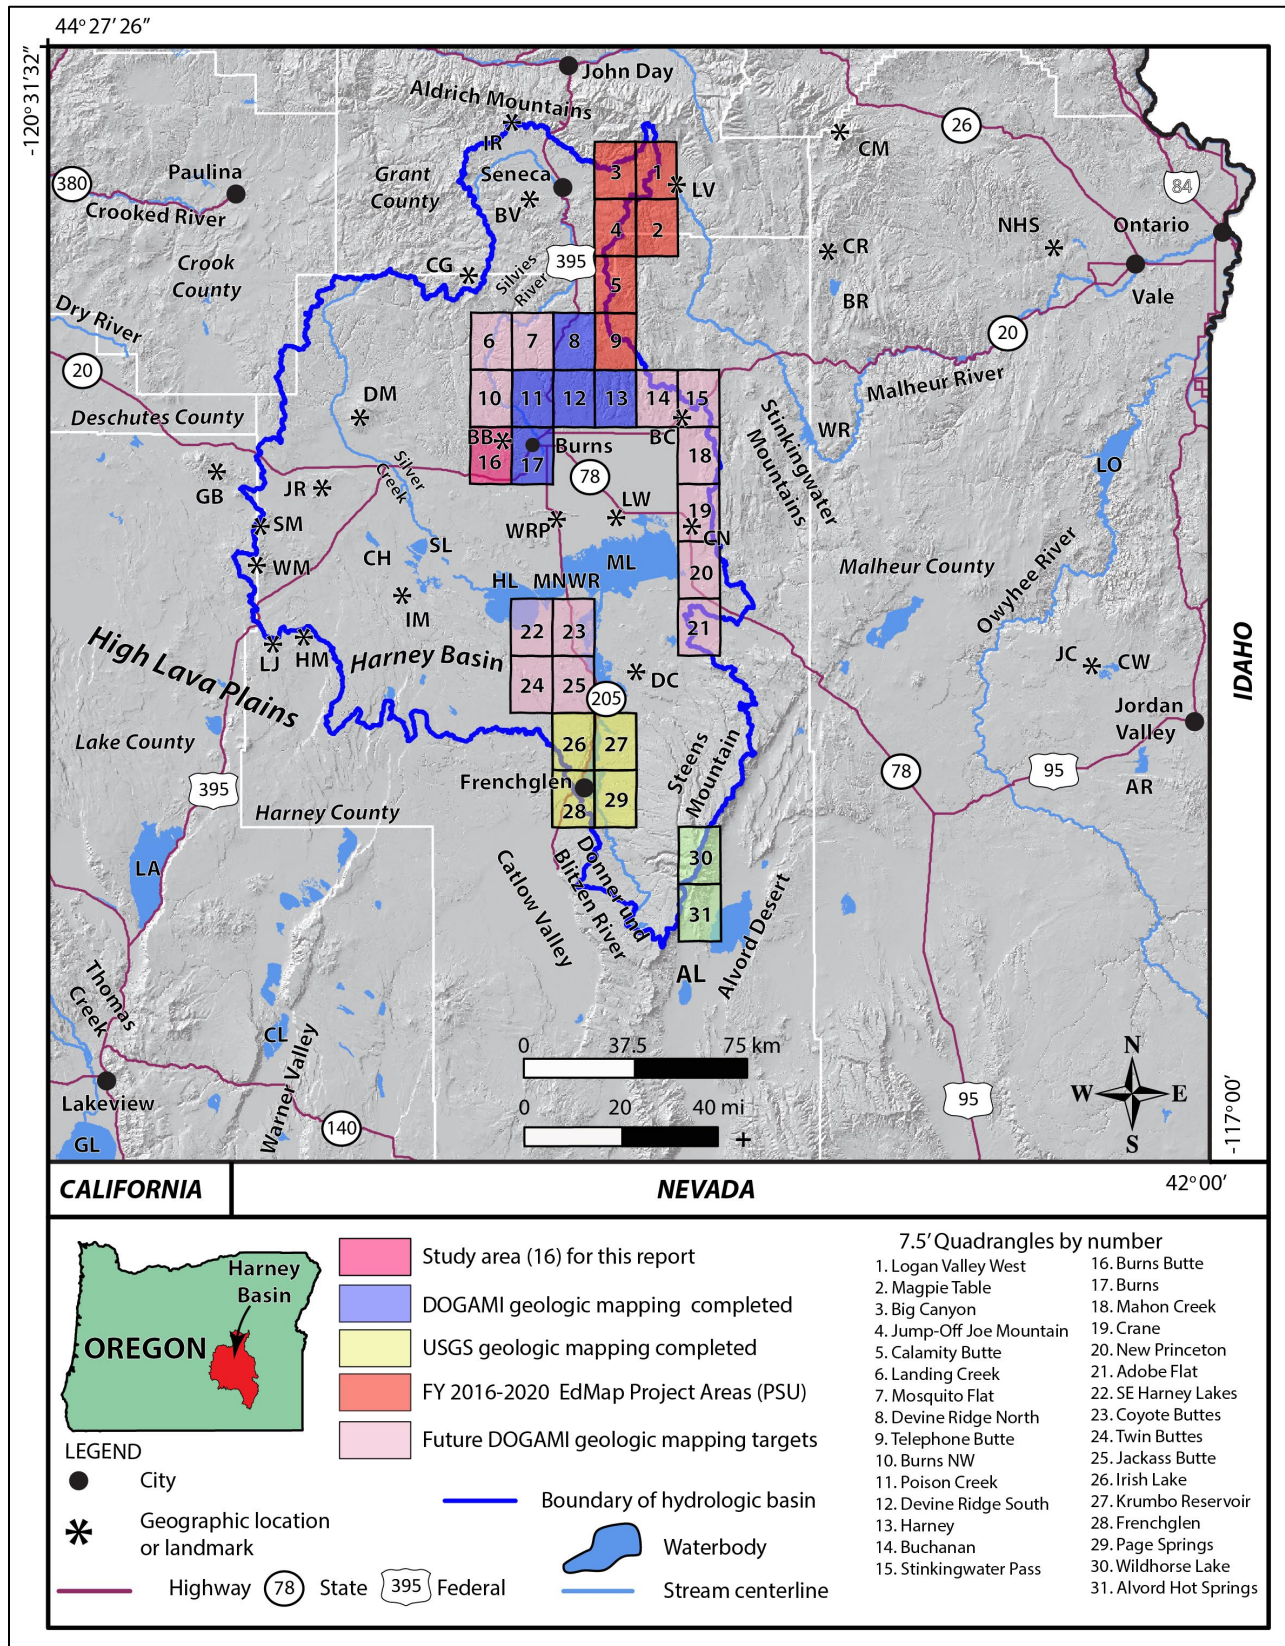 44° 27′ 26″
-120° 31′ 32″
John Day
Aldrich Mountains
IR
26
CM
380
Paulina
Crooked River
Grant
County
Seneca
BV
3
1
LV
84
4
2
NHS
Ontario
CR
Vale
CG
Silvies
River
395
5
BR
Crook
County
Dry River
20
6
7
8
9
20
Malheur River
Deschutes County
DM
10
11
12
13
14
15
BC
Stinkingwater
Mountains
WR
BB
16
17
Burns
78
18
LO
GB
JR
Silver
Creek
SM
WRP
LW
19
CN
WM
CH
SL
HL
MNWR
ML
20
Malheur County
Owyhee River
IM
22
23
21
LJ
HM
Harney Basin
High Lava Plains
24
25
205
DC
JC
CW
Jordan
Valley
IDAHO
Lake County
26
27
Steens
Mountain
395
Frenchglen
28
29
78
95
AR
Harney County
LA
Catlow Valley
Donner und
Blitzen River
30
31
AL
Alvord Desert
Thomas
Creek
CL
Warner Valley
Lakeview
GL
140
0 37.5 75 km
0 20 40 mi
+
N
W E
S
95
-117° 00′
CALIFORNIA
NEVADA
42° 00′
OREGON
Harney
Basin
Study area (16) for this report
DOGAMI geologic mapping completed
USGS geologic mapping completed
FY 2016-2020 EdMap Project Areas (PSU)
Future DOGAMI geologic mapping targets
LEGEND
City
Geographic location
or landmark
Highway
78
State
395
Federal
Boundary of hydrologic basin
Waterbody
Stream centerline
7.5′ Quadrangles by number
1. Logan Valley West
2. Magpie Table
3. Big Canyon
4. Jump-Off Joe Mountain
5. Calamity Butte
6. Landing Creek
7. Mosquito Flat
8. Devine Ridge North
9. Telephone Butte
10. Burns NW
11. Poison Creek
12. Devine Ridge South
13. Harney
14. Buchanan
15. Stinkingwater Pass
16. Burns Butte
17. Burns
18. Mahon Creek
19. Crane
20. New Princeton
21. Adobe Flat
22. SE Harney Lakes
23. Coyote Buttes
24. Twin Buttes
25. Jackass Butte
26. Irish Lake
27. Krumbo Reservoir
28. Frenchglen
29. Page Springs
30. Wildhorse Lake
31. Alvord Hot Springs